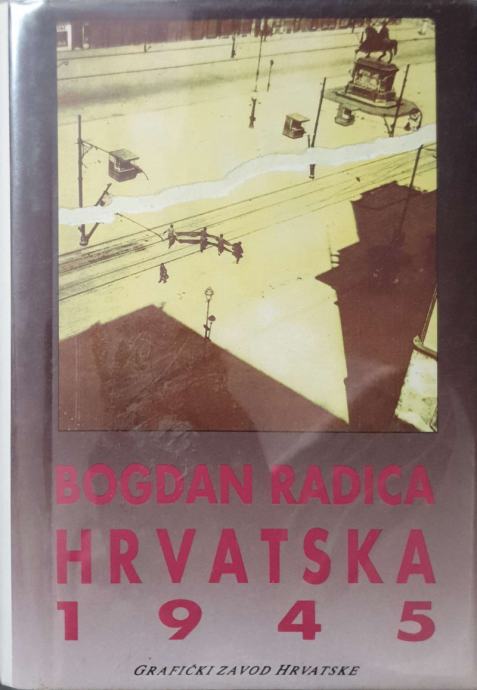 BOGDAN RADICA
HRVATSKA
1945
GRAFIČKI ZAVOD HRVATSKE